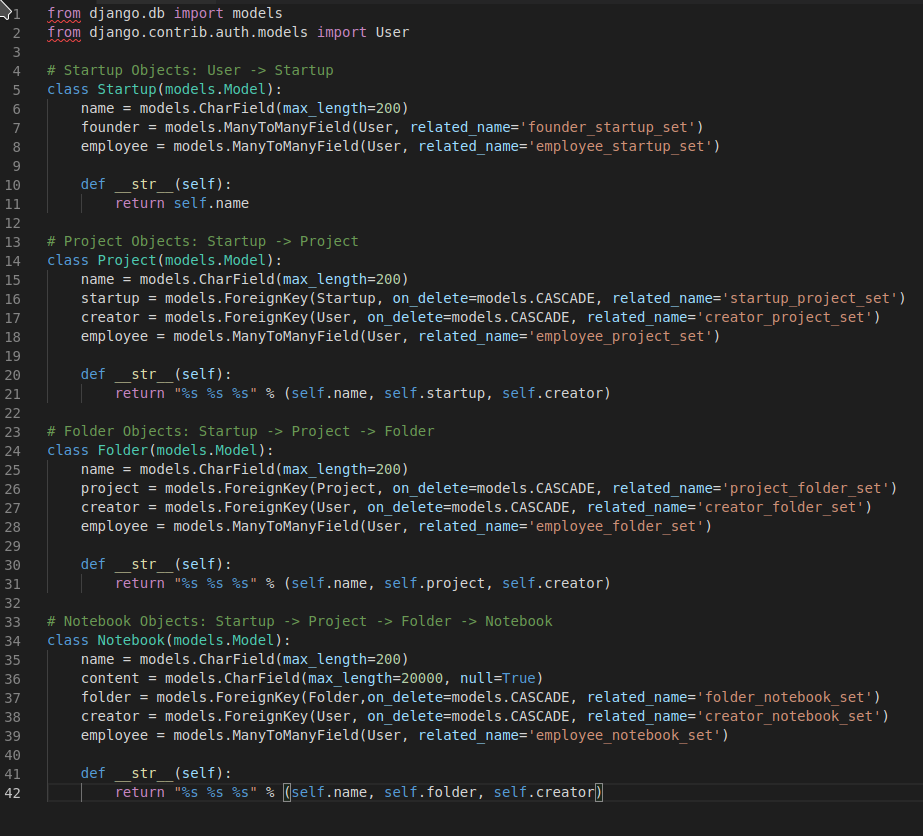 1 from django.db import models
2 from django.contrib.auth.models import User
3
4 # Startup Objects: User -> Startup
5 class Startup(models.Model):
6     name = models.CharField(max_length=200)
7     founder = models.ManyToManyField(User, related_name='founder_startup_set')
8     employee = models.ManyToManyField(User, related_name='employee_startup_set')
9
10     def __str__(self):
11         return self.name
12
13 # Project Objects: Startup -> Project
14 class Project(models.Model):
15     name = models.CharField(max_length=200)
16     startup = models.ForeignKey(Startup, on_delete=models.CASCADE, related_name='startup_project_set')
17     creator = models.ForeignKey(User, on_delete=models.CASCADE, related_name='creator_project_set')
18     employee = models.ManyToManyField(User, related_name='employee_project_set')
19
20     def __str__(self):
21         return "%s %s %s" % (self.name, self.startup, self.creator)
22
23 # Folder Objects: Startup -> Project -> Folder
24 class Folder(models.Model):
25     name = models.CharField(max_length=200)
26     project = models.ForeignKey(Project, on_delete=models.CASCADE, related_name='project_folder_set')
27     creator = models.ForeignKey(User, on_delete=models.CASCADE, related_name='creator_folder_set')
28     employee = models.ManyToManyField(User, related_name='employee_folder_set')
29
30     def __str__(self):
31         return "%s %s %s" % (self.name, self.project, self.creator)
32
33 # Notebook Objects: Startup -> Project -> Folder -> Notebook
34 class Notebook(models.Model):
35     name = models.CharField(max_length=200)
36     content = models.CharField(max_length=20000, null=True)
37     folder = models.ForeignKey(Folder,on_delete=models.CASCADE, related_name='folder_notebook_set')
38     creator = models.ForeignKey(User, on_delete=models.CASCADE, related_name='creator_notebook_set')
39     employee = models.ManyToManyField(User, related_name='employee_notebook_set')
40
41     def __str__(self):
42         return "%s %s %s" % (self.name, self.folder, self.creator)